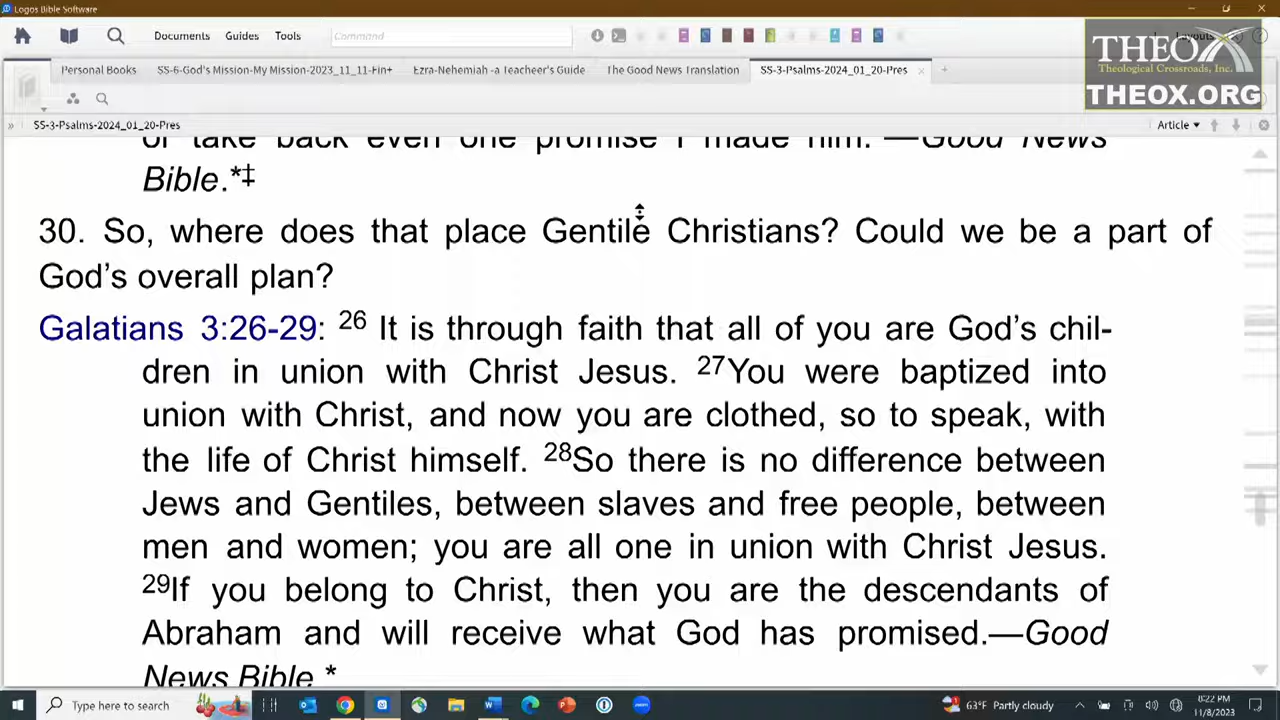 Logos Bible Software
Documents Guides Tools Command Layouts
THEOX
Theological Crossroads, Inc.
THEOX.ORG
Personal Books SS-6-God's Mission-My Mission-2023_11_11-Fin+ Teacher's Guide The Good News Translation SS-3-Psalms-2024_01_20-Pres
SS-3-Psalms-2024_01_20-Pres Article
or take back even one promise I made him.—Good News
Bible.*‡
30. So, where does that place Gentile Christians? Could we be a part of
God's overall plan?
Galatians 3:26-29: 26 It is through faith that all of you are God's chil-
dren in union with Christ Jesus. 27You were baptized into
union with Christ, and now you are clothed, so to speak, with
the life of Christ himself. 28So there is no difference between
Jews and Gentiles, between slaves and free people, between
men and women; you are all one in union with Christ Jesus.
29If you belong to Christ, then you are the descendants of
Abraham and will receive what God has promised.—Good
News Bible.*
Type here to search
63°F Partly cloudy
8:22 PM
11/8/2023